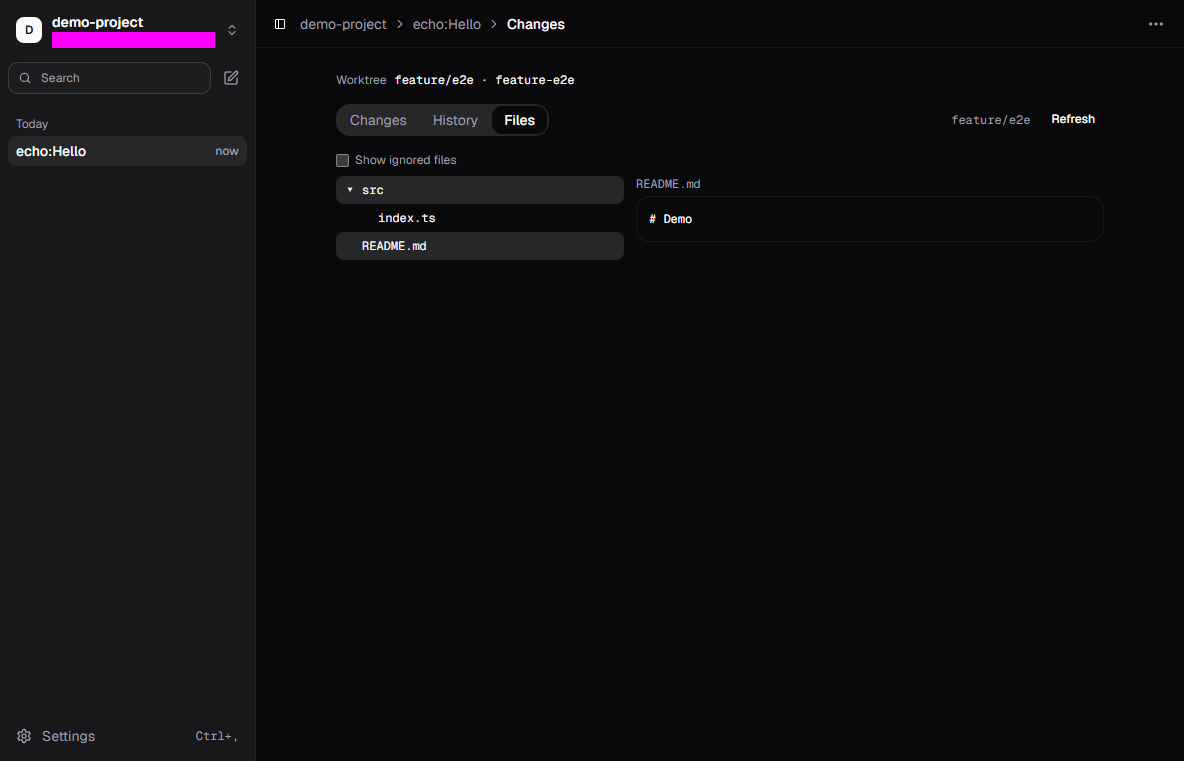 D
demo-project
Search
Today
echo:Hello now
Settings Ctrl+,
demo-project > echo:Hello > Changes
Worktree feature/e2e · feature-e2e
Changes History Files
feature/e2e Refresh
Show ignored files
src
index.ts
README.md
README.md
# Demo